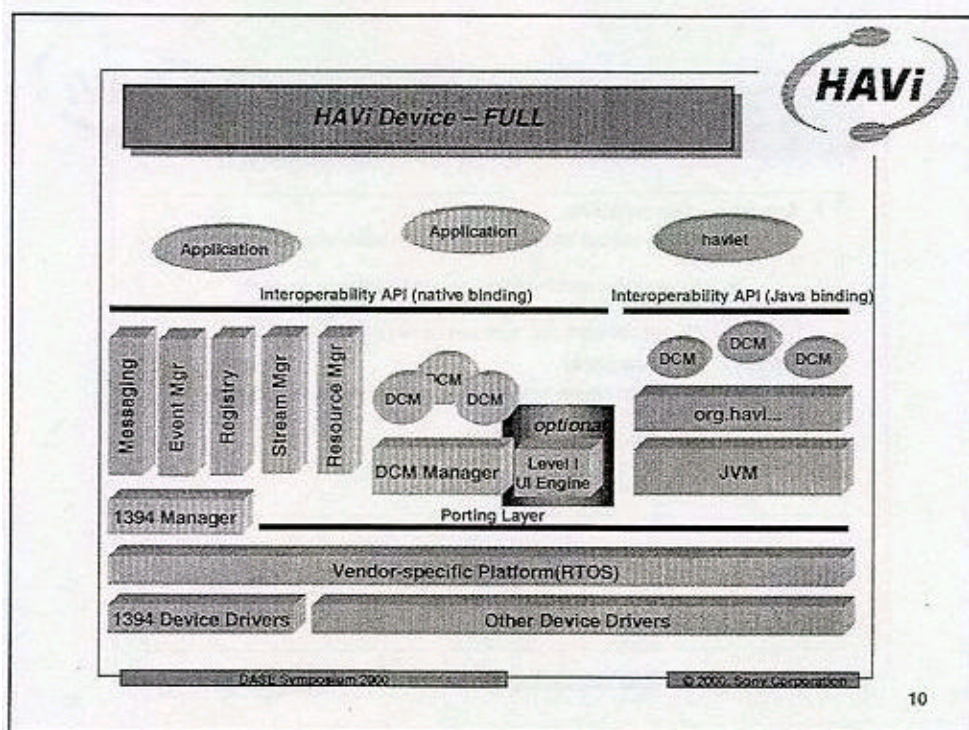 HAVi
HAVi Device – FULL
Application
Application
havlet
Interoperability API (native binding)
Interoperability API (Java binding)
Messaging
Event Mgr
Registry
Stream Mgr
Resource Mgr
DCM
DCM
DCM
DCM Manager
optional
Level I
UI Engine
DCM
DCM
DCM
org.havi...
JVM
1394 Manager
Porting Layer
Vendor-specific Platform(RTOS)
1394 Device Drivers
Other Device Drivers
DASE Symposium 2000
© 2000, Sony Corporation
10